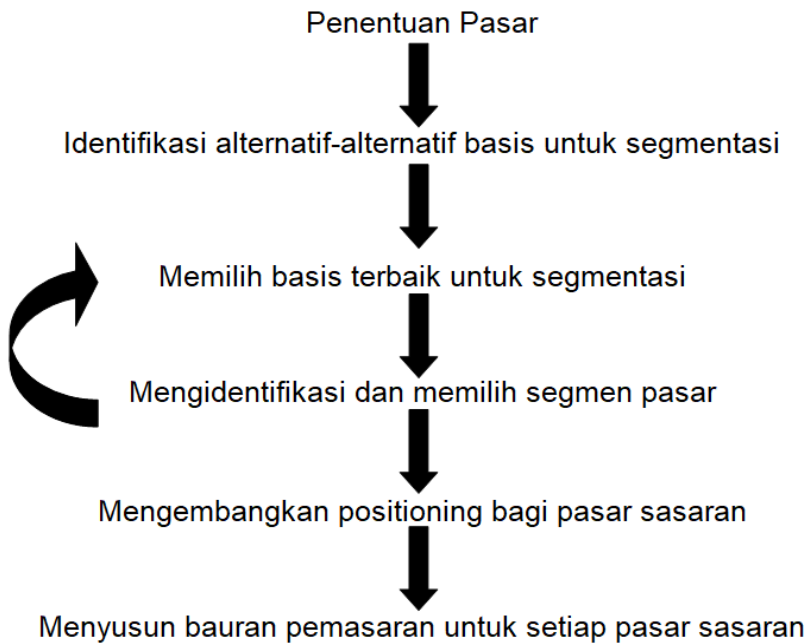 Penentuan Pasar
Identifikasi alternatif-alternatif basis untuk segmentasi
Memilih basis terbaik untuk segmentasi
Mengidentifikasi dan memilih segmen pasar
Mengembangkan positioning bagi pasar sasaran
Menyusun bauran pemasaran untuk setiap pasar sasaran